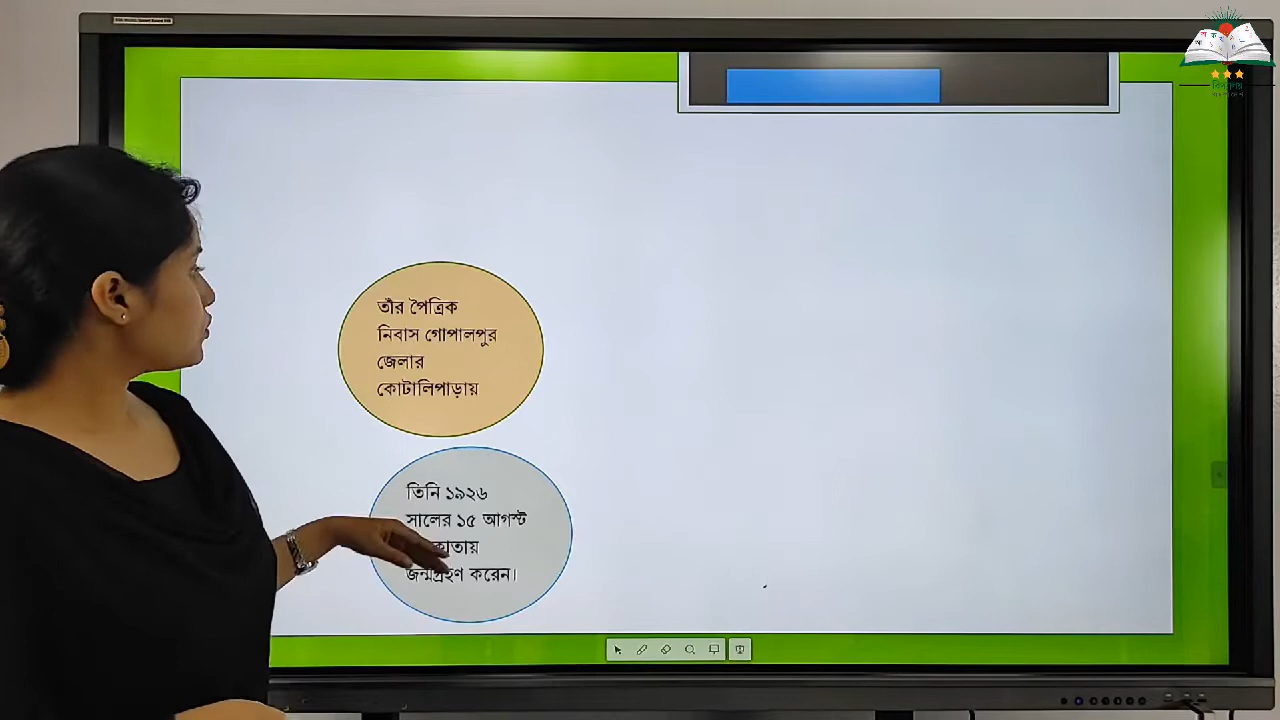 তাঁর পৈত্রিক
নিবাস গোপালপুর
জেলার
কোটালিপাড়ায়
তিনি ১৯২৬
সালের ১৫ আগস্ট
জন্মগ্রহণ করেন।